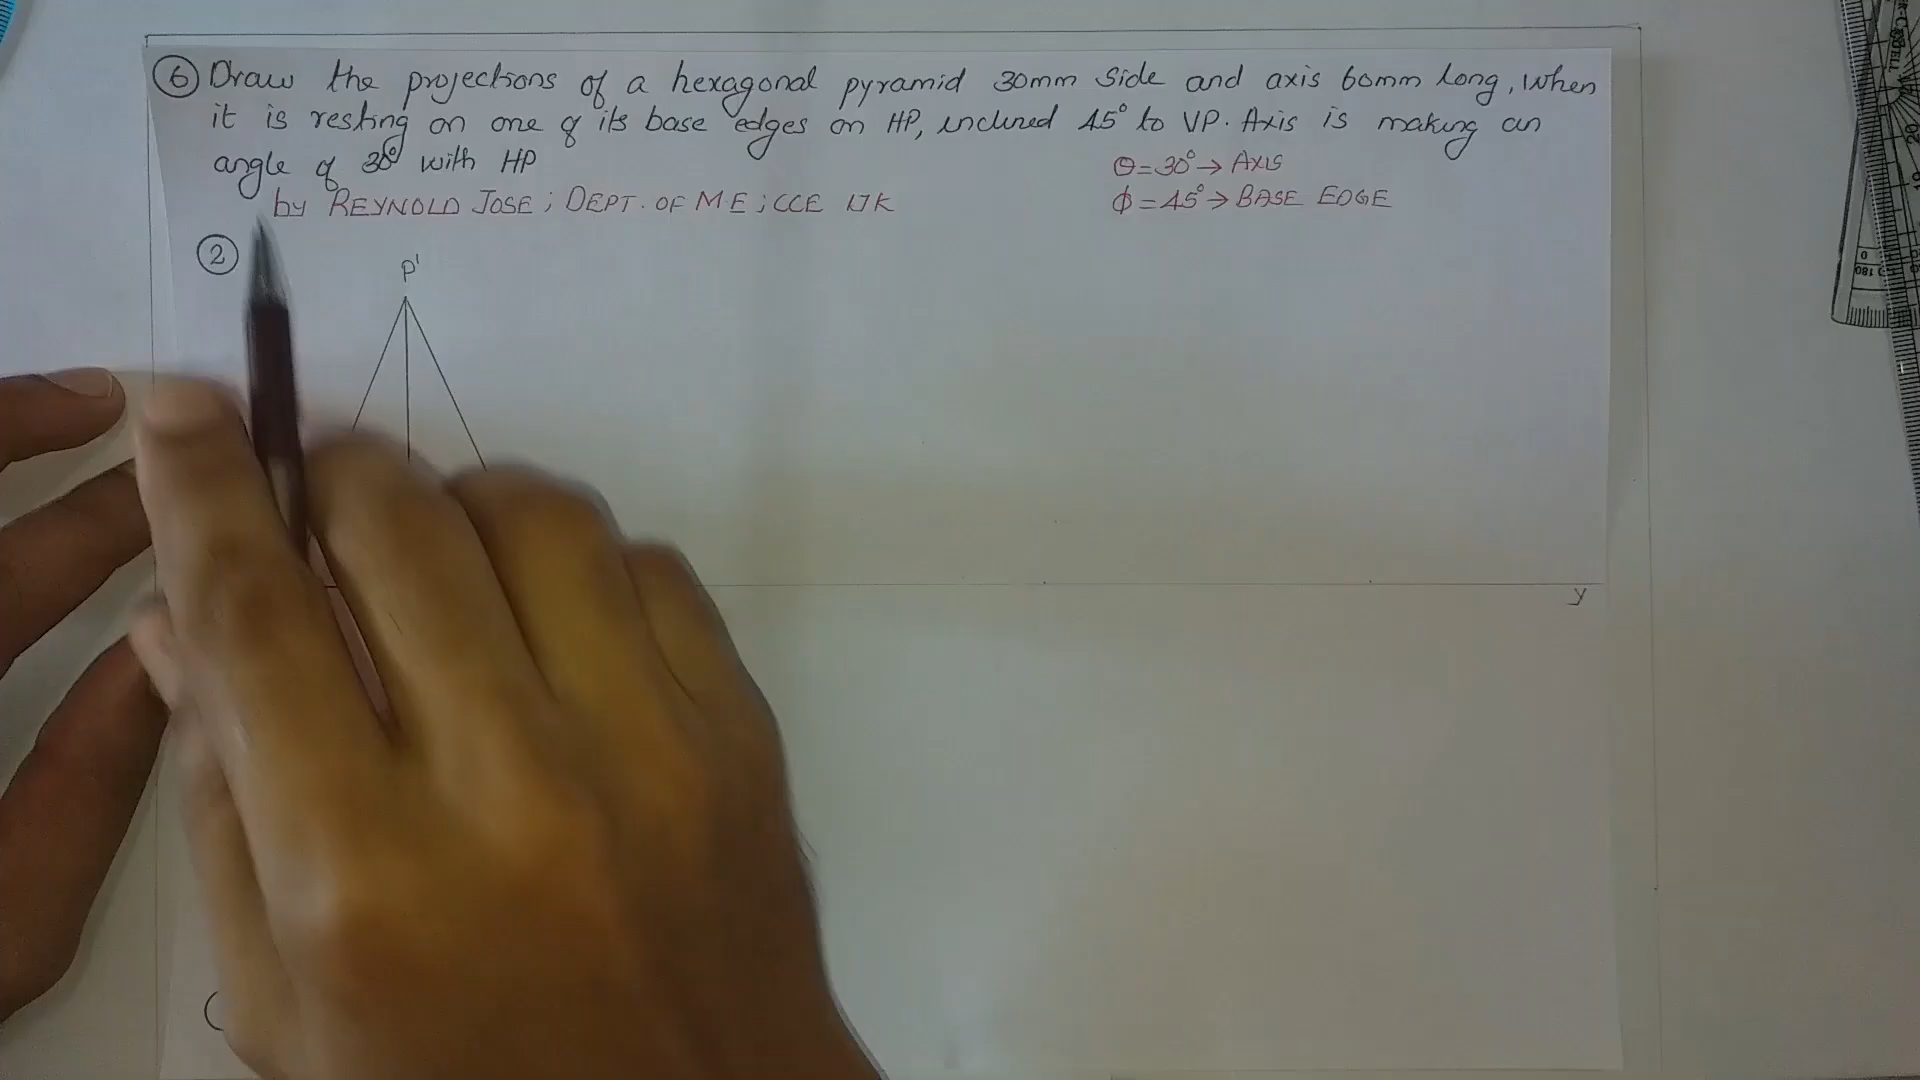 6 Draw the projections of a hexagonal pyramid 30mm side and axis 60mm long, when
it is resting on one of its base edges on HP, inclined 45° to VP. Axis is making an
angle of 30° with HP
θ=30°→ AXIS
by REYNOLD JOSE; DEPT. OF M.E; CCE IJK
ϕ=45°→ BASE EDGE
2
P'
y